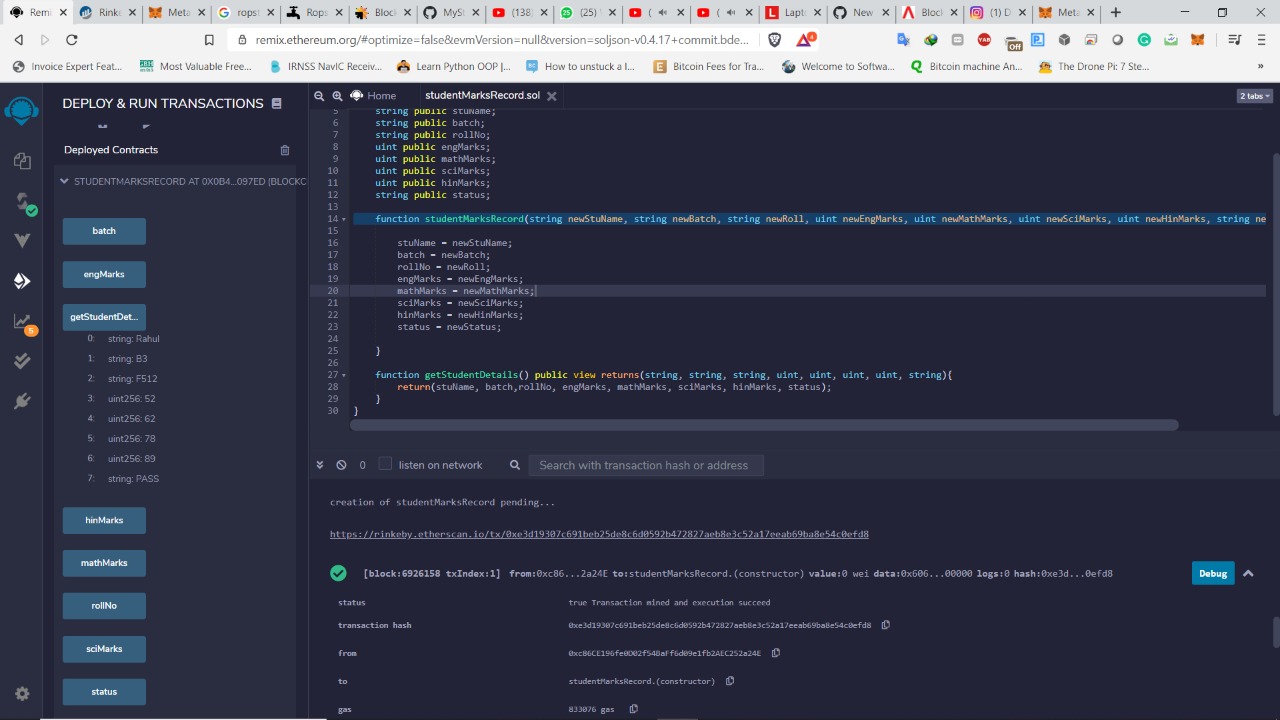 Remi
Rinke
Meta
ropst
Rops
Block
MySt
(138)
(25)
(
(
Lapt
New
Block
(1) D
Meta
remix.ethereum.org/#optimize=false&evmVersion=null&version=soljson-v0.4.17+commit.bde...
Off
YAB
Invoice Expert Feat...
Most Valuable Free...
IRNSS NavIC Receiv...
Learn Python OOP |...
How to unstuck a l...
Bitcoin Fees for Tra...
Welcome to Softwa...
Bitcoin machine An...
The Drone Pi: 7 Ste...
»
DEPLOY & RUN TRANSACTIONS
Home
studentMarksRecord.sol
2 tabs
Deployed Contracts
STUDENTMARKSRECORD AT 0X0B4...097ED (BLOCKC
batch
engMarks
getStudentDet...
0: string: Rahul
1: string: B3
2: string: F512
3: uint256: 52
4: uint256: 62
5: uint256: 78
6: uint256: 89
7: string: PASS
hinMarks
mathMarks
rollNo
sciMarks
status
5
5 string public stuName;
6 string public batch;
7 string public rollNo;
8 uint public engMarks;
9 uint public mathMarks;
10 uint public sciMarks;
11 uint public hinMarks;
12 string public status;
13
14 function studentMarksRecord(string newStuName, string newBatch, string newRoll, uint newEngMarks, uint newMathMarks, uint newSciMarks, uint newHinMarks, string ne
15
16 stuName = newStuName;
17 batch = newBatch;
18 rollNo = newRoll;
19 engMarks = newEngMarks;
20 mathMarks = newMathMarks;
21 sciMarks = newSciMarks;
22 hinMarks = newHinMarks;
23 status = newStatus;
24
25 }
26
27 function getStudentDetails() public view returns(string, string, string, uint, uint, uint, uint, string){
28 return(stuName, batch,rollNo, engMarks, mathMarks, sciMarks, hinMarks, status);
29 }
30 }
0 listen on network
Search with transaction hash or address
creation of studentMarksRecord pending...
https://rinkeby.etherscan.io/tx/0xe3d19307c691beb25de8c6d0592b472827aeb8e3c52a17eeab69ba8e54c0efd8
[block:6926158 txIndex:1] from:0xc86...2a24E to:studentMarksRecord.(constructor) value:0 wei data:0x606...00000 logs:0 hash:0xe3d...0efd8
Debug
status true Transaction mined and execution succeed
transaction hash 0xe3d19307c691beb25de8c6d0592b472827aeb8e3c52a17eeab69ba8e54c0efd8
from 0xc86CE196fe0D02f548aFf6d09e1fb2AEC252a24E
to studentMarksRecord.(constructor)
gas 833076 gas